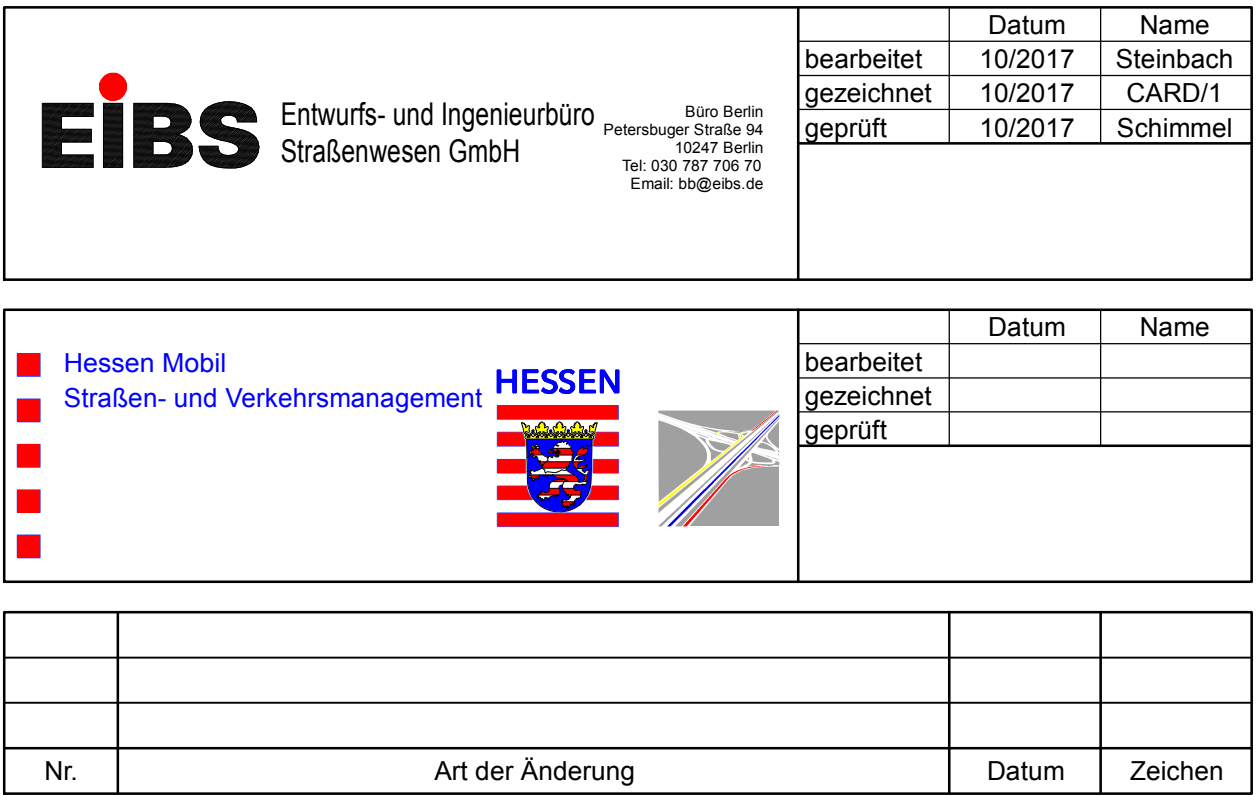 EiBS
Entwurfs- und Ingenieurbüro
Straßenwesen GmbH
Büro Berlin
Petersbuger Straße 94
10247 Berlin
Tel: 030 787 706 70
Email: bb@eibs.de
Datum Name
bearbeitet 10/2017 Steinbach
gezeichnet 10/2017 CARD/1
geprüft 10/2017 Schimmel
Hessen Mobil
Straßen- und Verkehrsmanagement
HESSEN
Datum Name
bearbeitet
gezeichnet
geprüft
Nr. Art der Änderung Datum Zeichen